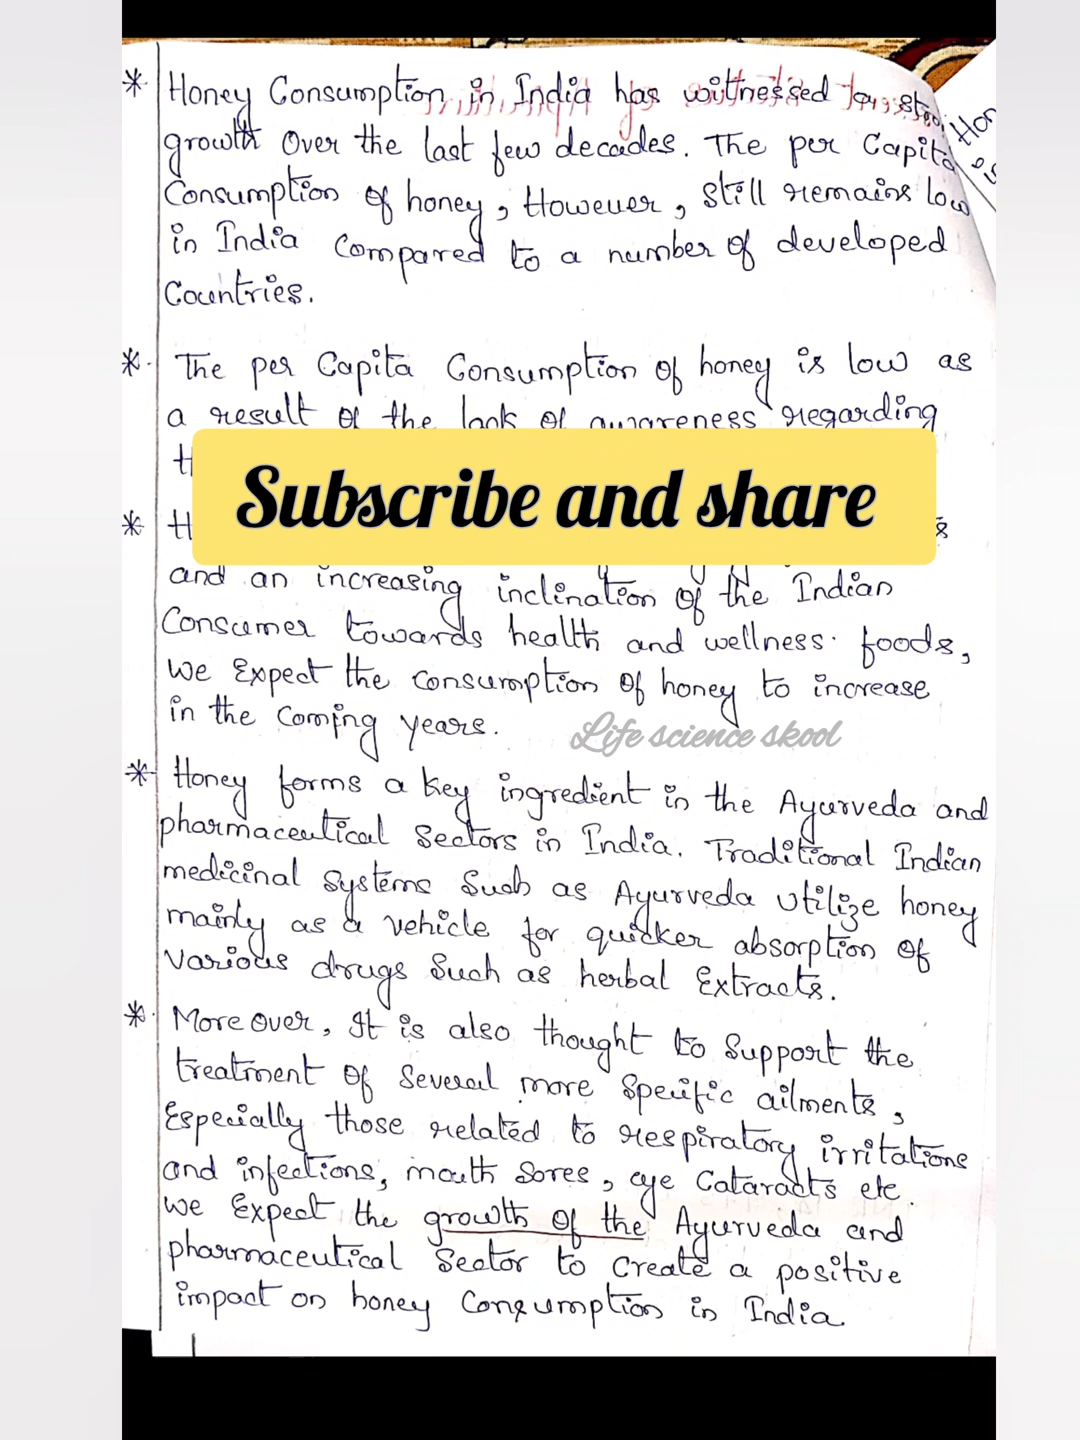 * Honey Consumption in India has witnessed a
growth Over the last few decades. The per Capita
Consumption of honey, However, still remains low
in India Compared to a number of developed
Countries.
* The per Capita Consumption of honey is low as
a result of the lack of awareness regarding
Subscribe and share
*
and an increasing inclination of the Indian
Consumer towards health and wellness foods,
we Expect the consumption of honey to increase
in the coming years.
Life science skool
* Honey forms a key ingredient in the Ayurveda and
pharmaceutical Sectors in India. Traditional Indian
medicinal systems Such as Ayurveda utilize honey
mainly as a vehicle for quicker absorption of
various drugs Such as herbal Extracts.
* Moreover, It is also thought to Support the
treatment of Several more Specific ailments,
Especially those related to respiratory irritations
and infections, mouth sores, eye Cataracts etc.
we Expect the growth of the Ayurveda and
pharmaceutical Sector to Create a positive
impact on honey Consumption in India